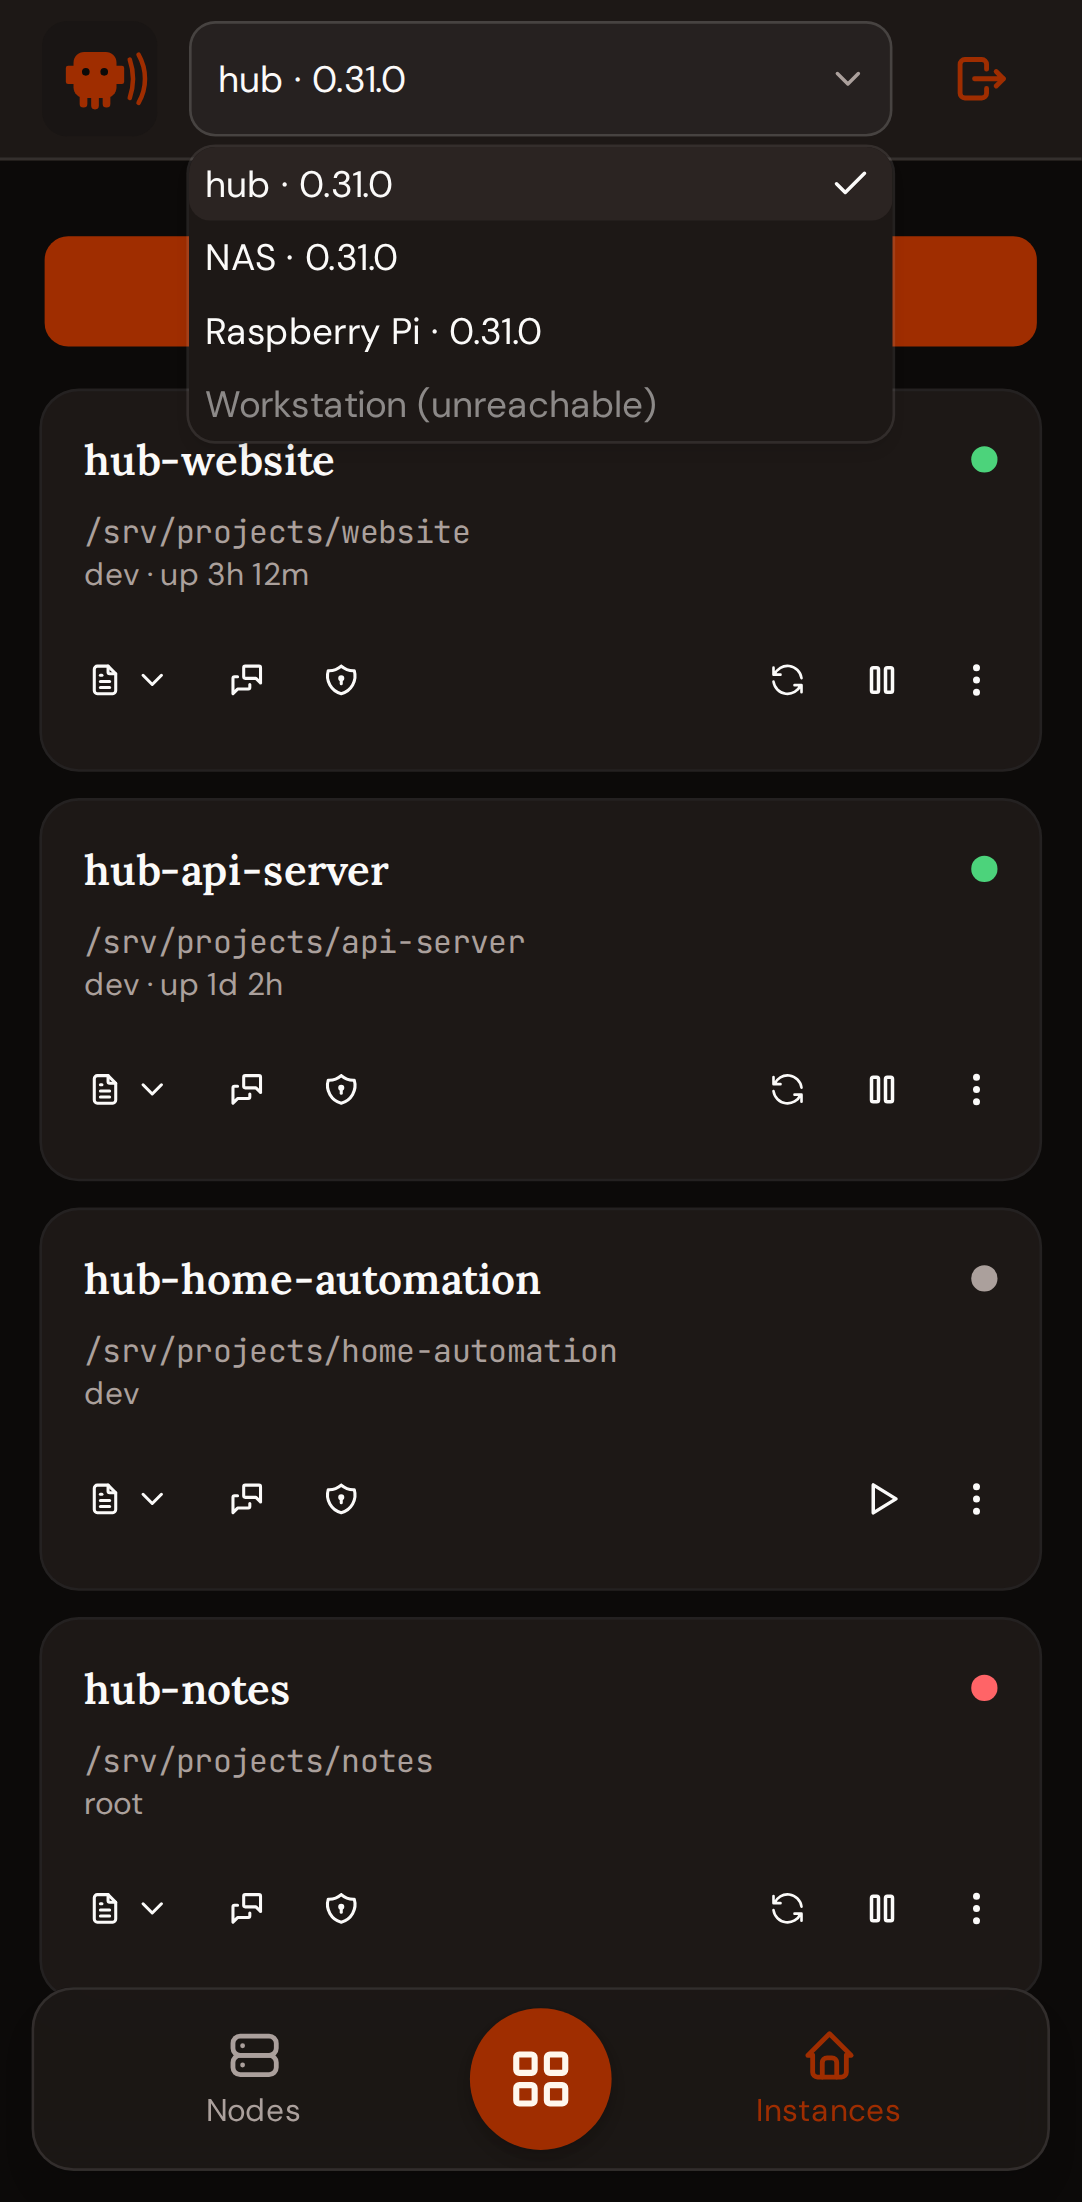 hub · 0.31.0
hub · 0.31.0
NAS · 0.31.0
Raspberry Pi · 0.31.0
Workstation (unreachable)
hub-website
/srv/projects/website
dev · up 3h 12m
hub-api-server
/srv/projects/api-server
dev · up 1d 2h
hub-home-automation
/srv/projects/home-automation
dev
hub-notes
/srv/projects/notes
root
Nodes
Instances